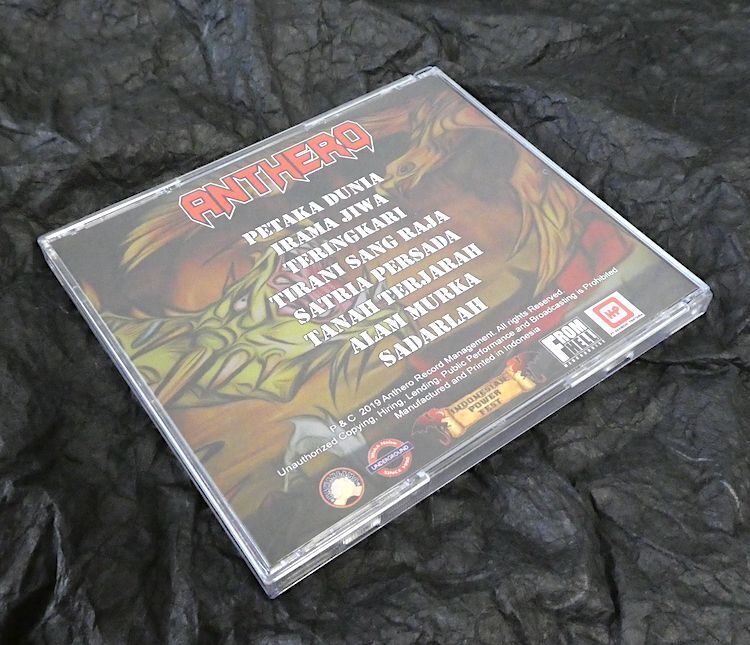 ANTHERO
PETAKA DUNIA
IRAMA JIWA
TERINGKARI
TIRANI SANG RAJA
SATRIA PERSADA
TANAH TERJARAH
ALAM MURKA
SADARLAH
P & C 2019 Anthero Record Management. All rights Reserved.
Unauthorized Copying, Hiring, Lending, Public Performance and Broadcasting is Prohibited
Manufactured and Printed in Indonesia
UNDERGROUND
INDONESIAN
POWER
FEST
FROM
HELL